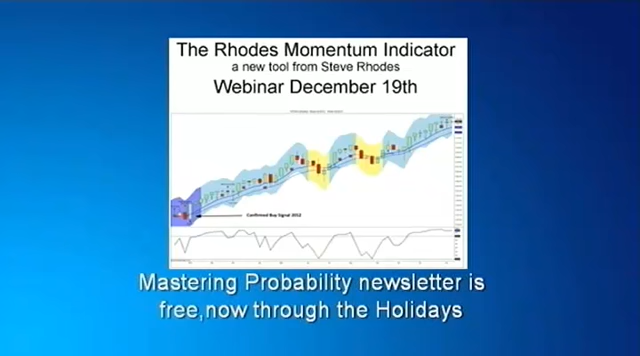 The Rhodes Momentum Indicator
a new tool from Steve Rhodes
Webinar December 19th
Confirmed Buy Signal 2012
Mastering Probability newsletter is
free,now through the Holidays